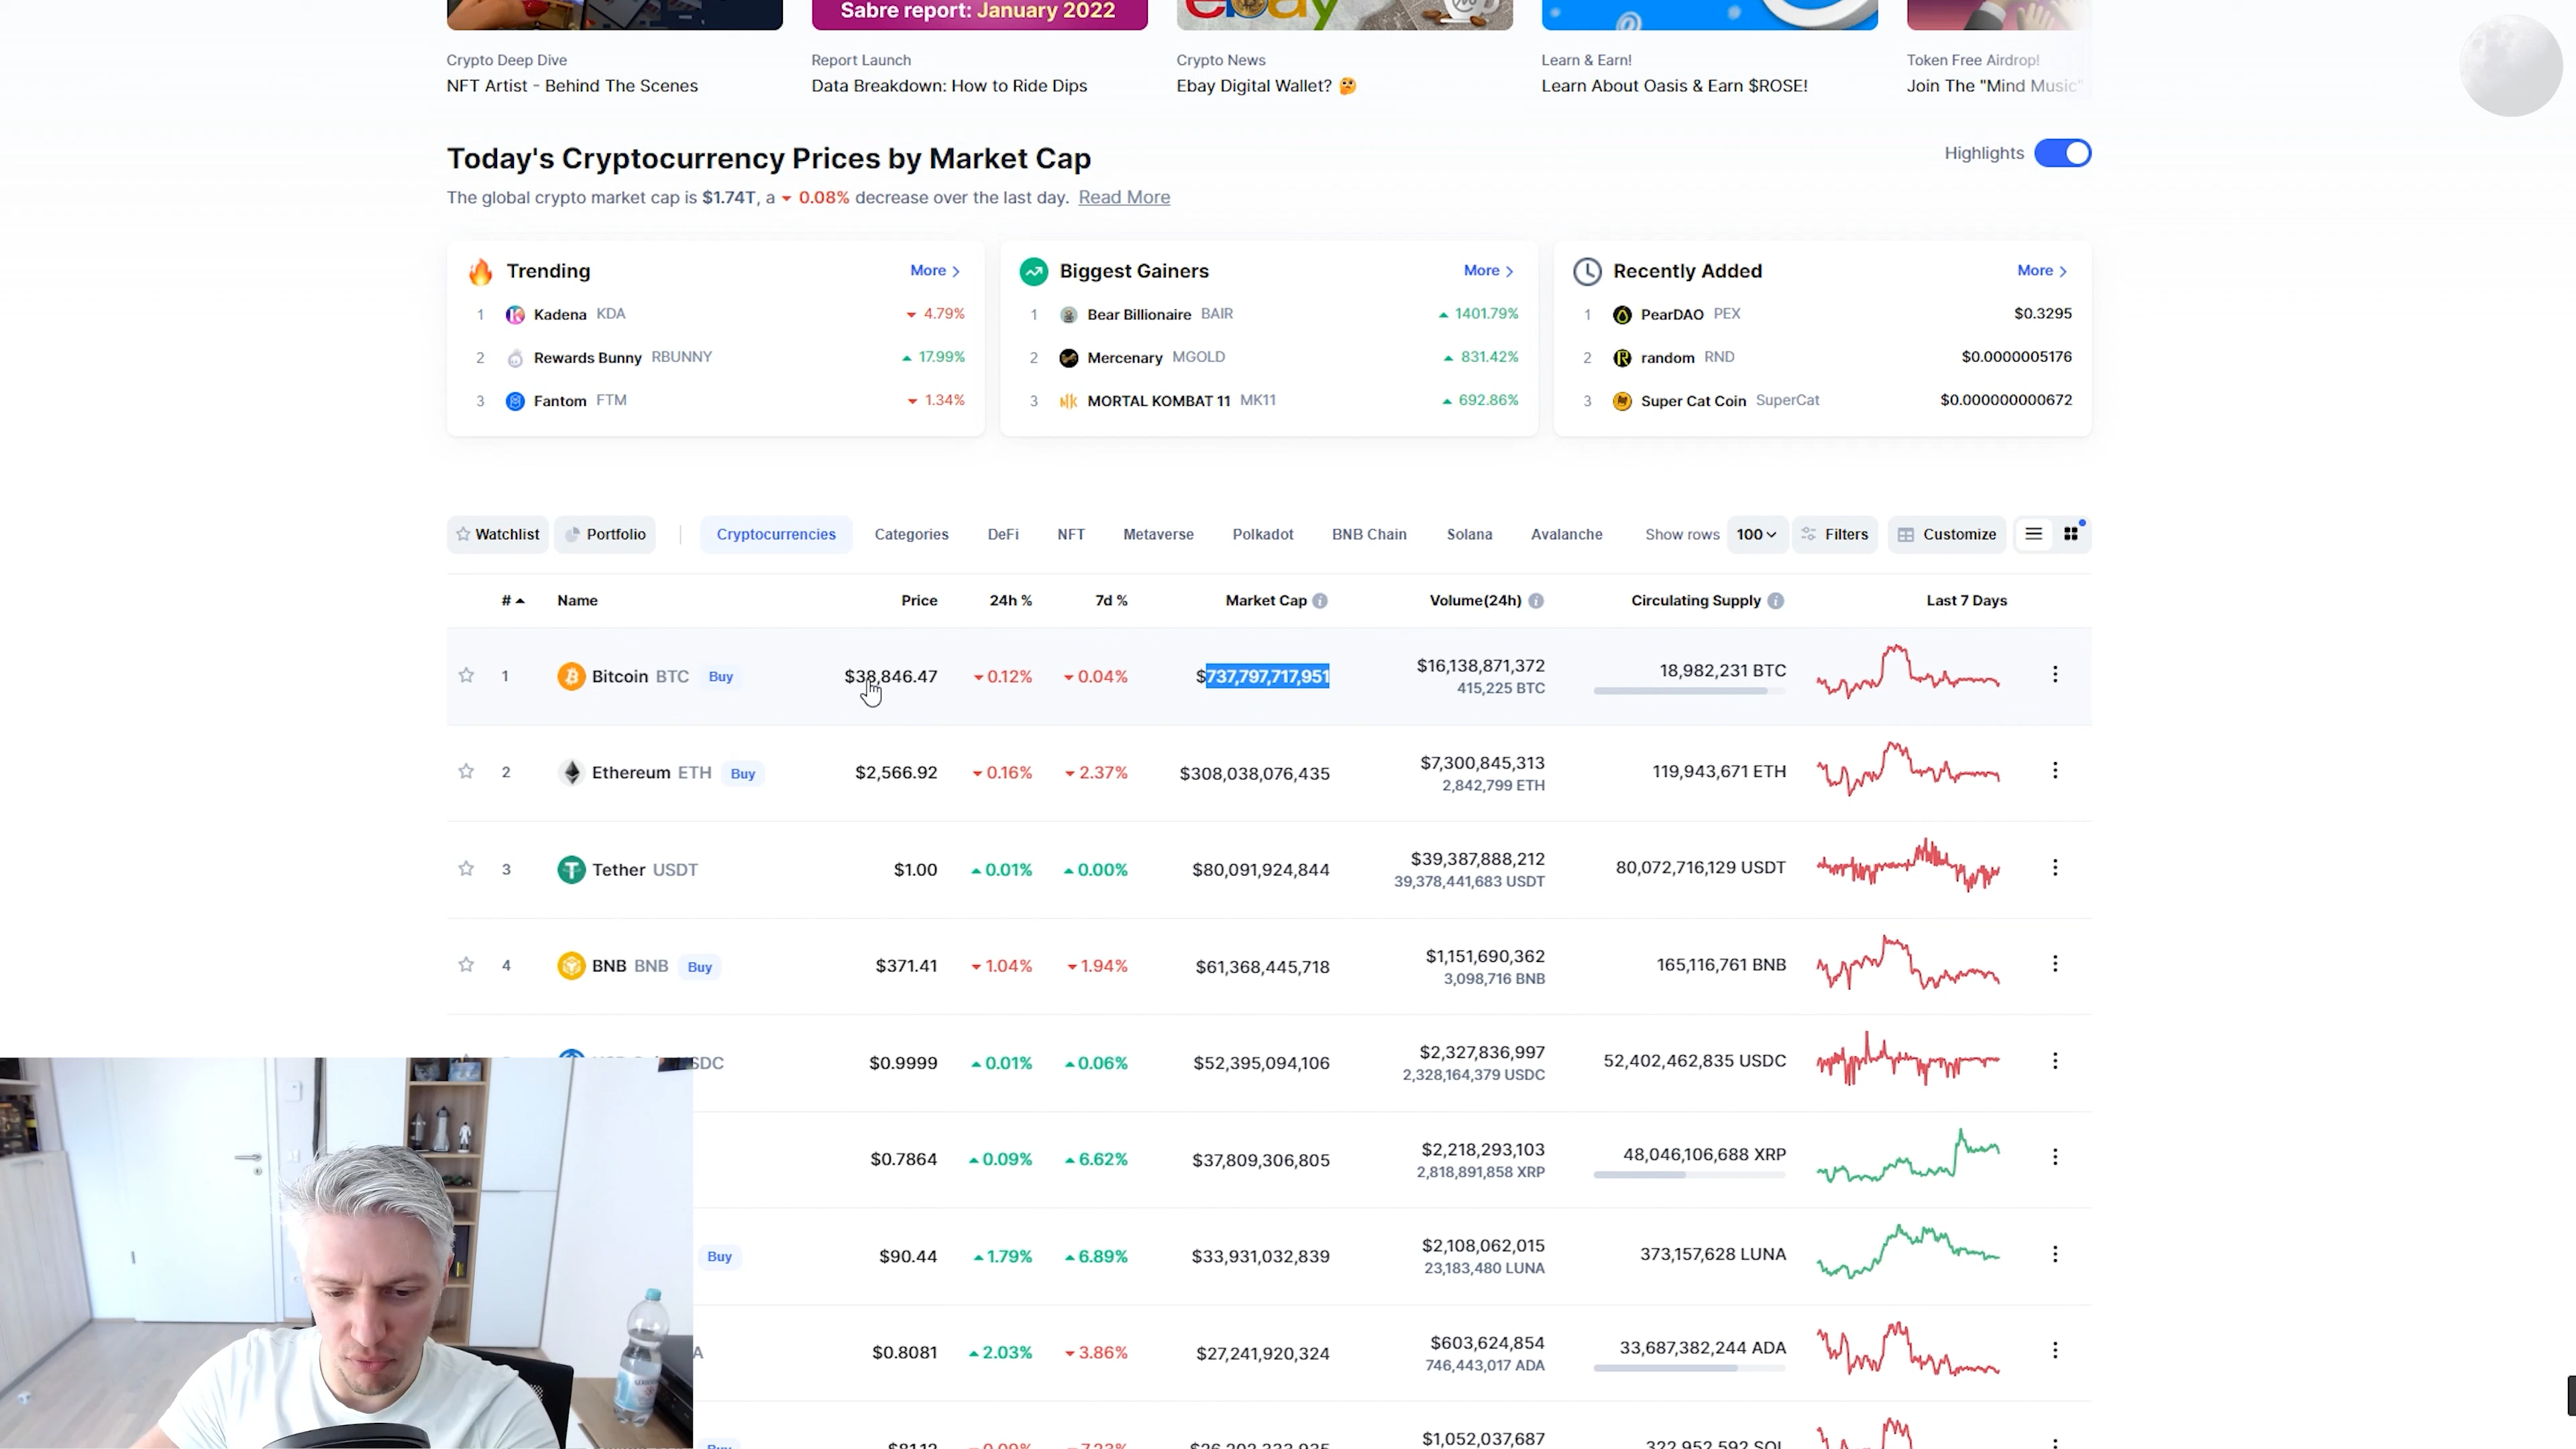 Sabre report: January 2022
ebay
Crypto Deep Dive
NFT Artist - Behind The Scenes
Report Launch
Data Breakdown: How to Ride Dips
Crypto News
Ebay Digital Wallet? 🤔
Learn & Earn!
Learn About Oasis & Earn $ROSE!
Token Free Airdrop!
Join The "Mind Music"
Today's Cryptocurrency Prices by Market Cap
Highlights
The global crypto market cap is $1.74T, a ▾ 0.08% decrease over the last day. Read More
Trending More >
1 Kadena KDA ▾ 4.79%
2 Rewards Bunny RBUNNY ▴ 17.99%
3 Fantom FTM ▾ 1.34%
Biggest Gainers More >
1 Bear Billionaire BAIR ▴ 1401.79%
2 Mercenary MGOLD ▴ 831.42%
3 MORTAL KOMBAT 11 MK11 ▴ 692.86%
Recently Added More >
1 PearDAO PEX $0.3295
2 random RND $0.0000005176
3 Super Cat Coin SuperCat $0.000000000672
Watchlist Portfolio Cryptocurrencies Categories DeFi NFT Metaverse Polkadot BNB Chain Solana Avalanche Show rows 100 Filters Customize
# Name Price 24h % 7d % Market Cap Volume(24h) Circulating Supply Last 7 Days
1 Bitcoin BTC Buy $38,846.47 ▾0.12% ▾0.04% $737,797,717,951 $16,138,871,372 18,982,231 BTC
415,225 BTC
2 Ethereum ETH Buy $2,566.92 ▾0.16% ▾2.37% $308,038,076,435 $7,300,845,313 119,943,671 ETH
2,842,799 ETH
3 Tether USDT $1.00 ▴0.01% ▴0.00% $80,091,924,844 $39,387,888,212 80,072,716,129 USDT
39,378,441,683 USDT
4 BNB BNB Buy $371.41 ▾1.04% ▾1.94% $61,368,445,718 $1,151,690,362 165,116,761 BNB
3,098,716 BNB
SDC $0.9999 ▴0.01% ▴0.06% $52,395,094,106 $2,327,836,997 52,402,462,835 USDC
2,328,164,379 USDC
$0.7864 ▴0.09% ▴6.62% $37,809,306,805 $2,218,293,103 48,046,106,688 XRP
2,818,891,858 XRP
Buy $90.44 ▴1.79% ▴6.89% $33,931,032,839 $2,108,062,015 373,157,628 LUNA
23,183,480 LUNA
A $0.8081 ▴2.03% ▾3.86% $27,241,920,324 $603,624,854 33,687,382,244 ADA
746,443,017 ADA
$1,052,037,687